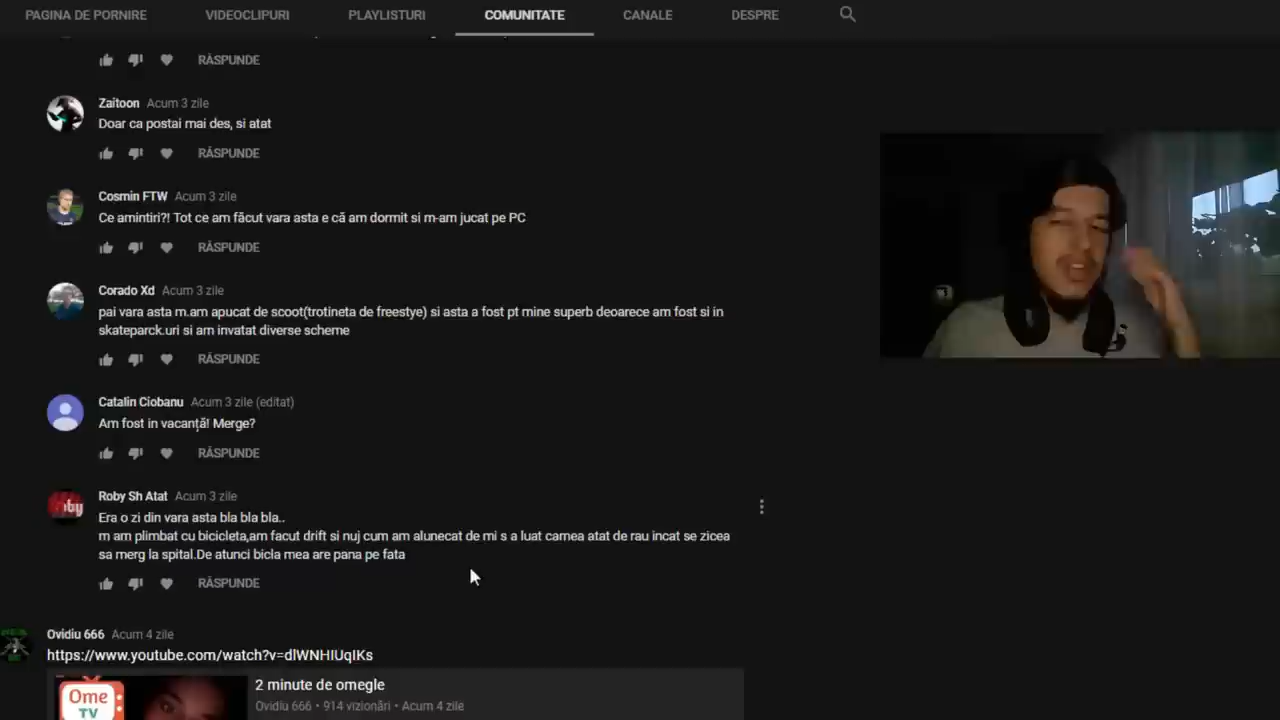 PAGINA DE PORNIRE VIDEOCLIPURI PLAYLISTURI COMUNITATE CANALE DESPRE
RĂSPUNDE
Zaitoon Acum 3 zile
Doar ca postai mai des, si atat
RĂSPUNDE
Cosmin FTW Acum 3 zile
Ce amintiri?! Tot ce am făcut vara asta e că am dormit si m-am jucat pe PC
RĂSPUNDE
Corado Xd Acum 3 zile
pai vara asta m.am apucat de scoot(trotineta de freestye) si asta a fost pt mine superb deoarece am fost si in
skateparck.uri si am invatat diverse scheme
RĂSPUNDE
Catalin Ciobanu Acum 3 zile (editat)
Am fost in vacanță! Merge?
RĂSPUNDE
Roby Sh Atat Acum 3 zile
Era o zi din vara asta bla bla bla..
m am plimbat cu bicicleta,am facut drift si nuj cum am alunecat de mi s a luat carnea atat de rau incat se zicea
sa merg la spital.De atunci bicla mea are pana pe fata
RĂSPUNDE
Ovidiu 666 Acum 4 zile
https://www.youtube.com/watch?v=dlWNHIUqIKs
Ome
TV
2 minute de omegle
Ovidiu 666 • 914 vizionări • Acum 4 zile